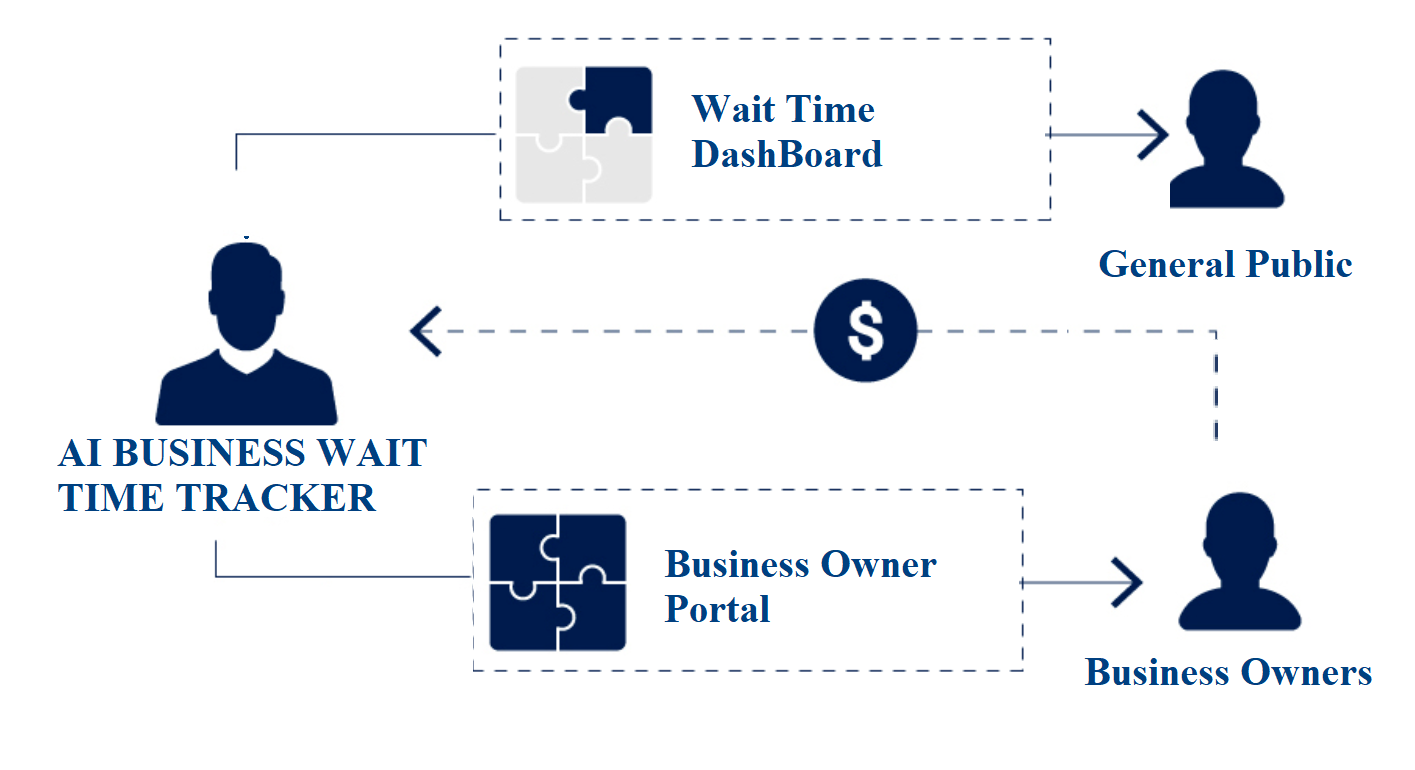 Wait Time
DashBoard
General Public
$
AI BUSINESS WAIT
TIME TRACKER
Business Owner
Portal
Business Owners